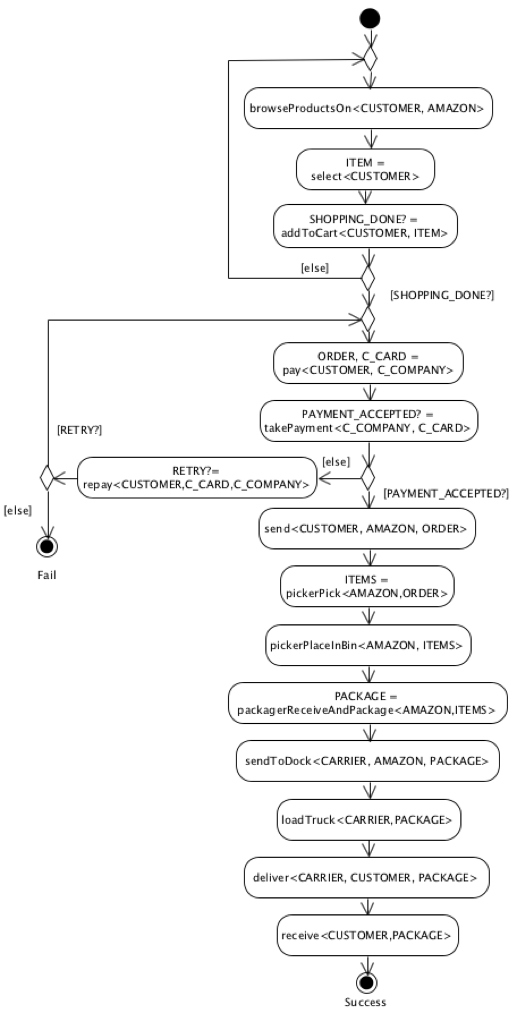 browseProductsOn<CUSTOMER, AMAZON>
ITEM =
select<CUSTOMER>
SHOPPING_DONE? =
addToCart<CUSTOMER, ITEM>
[else]
[SHOPPING_DONE?]
ORDER, C_CARD =
pay<CUSTOMER, C_COMPANY>
PAYMENT_ACCEPTED? =
takePayment<C_COMPANY, C_CARD>
[RETRY?]
[else]
RETRY?=
repay<CUSTOMER,C_CARD,C_COMPANY>
[PAYMENT_ACCEPTED?]
[else]
Fail
send<CUSTOMER, AMAZON, ORDER>
ITEMS =
pickerPick<AMAZON,ORDER>
pickerPlaceInBin<AMAZON, ITEMS>
PACKAGE =
packagerReceiveAndPackage<AMAZON,ITEMS>
sendToDock<CARRIER, AMAZON, PACKAGE>
loadTruck<CARRIER,PACKAGE>
deliver<CARRIER, CUSTOMER, PACKAGE>
receive<CUSTOMER,PACKAGE>
Success